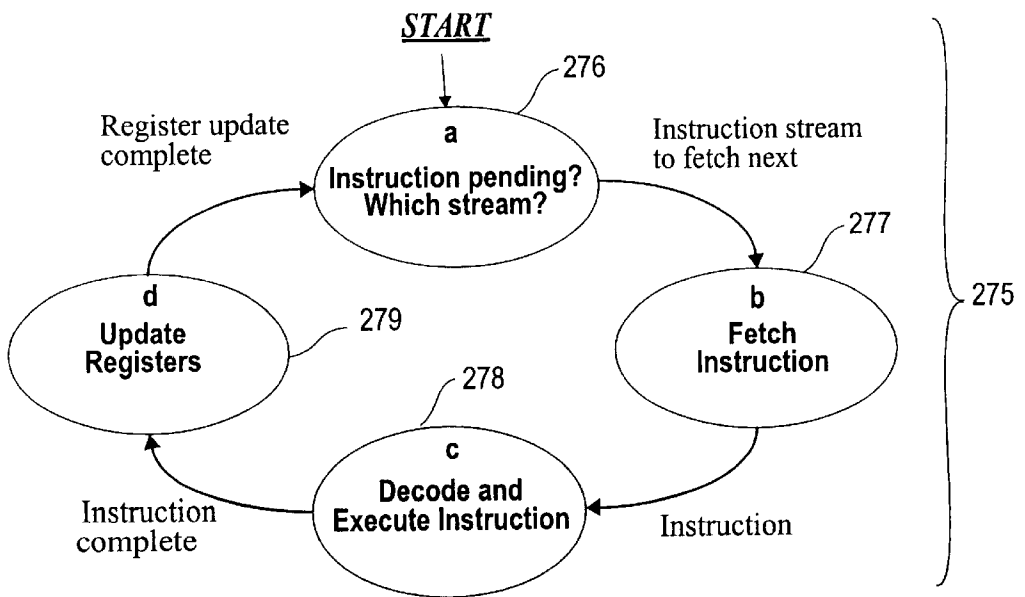 START
276
a
Instruction pending?
Which stream?
Register update
complete
Instruction stream
to fetch next
277
b
Fetch
Instruction
275
d
Update
Registers
279
278
c
Decode and
Execute Instruction
Instruction
complete
Instruction